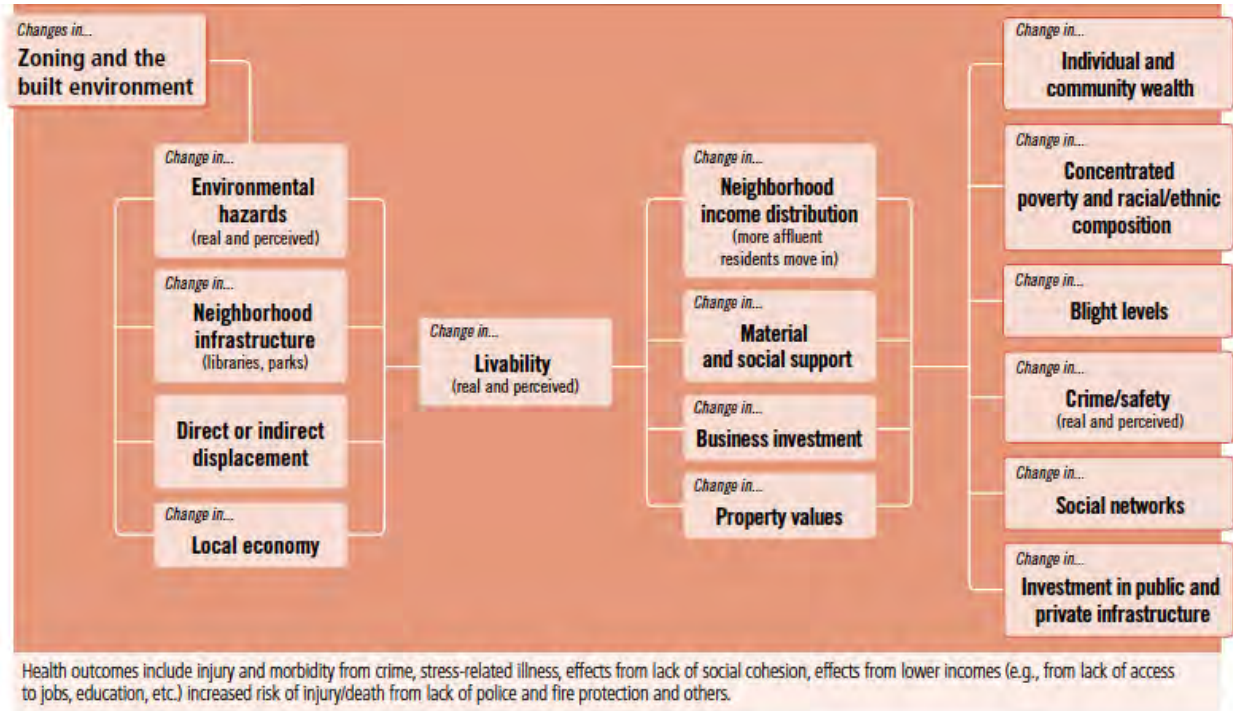 Changes in...
Zoning and the
built environment
Change in...
Environmental
hazards
(real and perceived)
Change in...
Neighborhood
infrastructure
(libraries, parks)
Direct or indirect
displacement
Change in...
Local economy
Change in...
Livability
(real and perceived)
Change in...
Neighborhood
income distribution
(more affluent
residents move in)
Change in...
Material
and social support
Change in...
Business investment
Change in...
Property values
Change in...
Individual and
community wealth
Change in...
Concentrated
poverty and racial/ethnic
composition
Change in...
Blight levels
Change in...
Crime/safety
(real and perceived)
Change in...
Social networks
Change in...
Investment in public and
private infrastructure
Health outcomes include injury and morbidity from crime, stress-related illness, effects from lack of social cohesion, effects from lower incomes (e.g., from lack of access
to jobs, education, etc.) increased risk of injury/death from lack of police and fire protection and others.